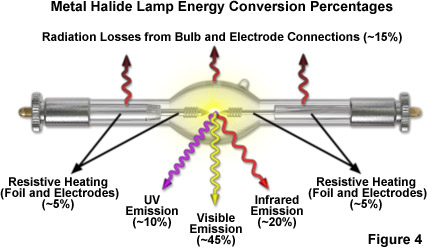 Metal Halide Lamp Energy Conversion Percentages
Radiation Losses from Bulb and Electrode Connections (~15%)
Resistive Heating
(Foil and Electrodes)
(~5%)
UV
Emission
(~10%)
Visible
Emission
(~45%)
Infrared
Emission
(~20%)
Resistive Heating
(Foil and Electrodes)
(~5%)
Figure 4